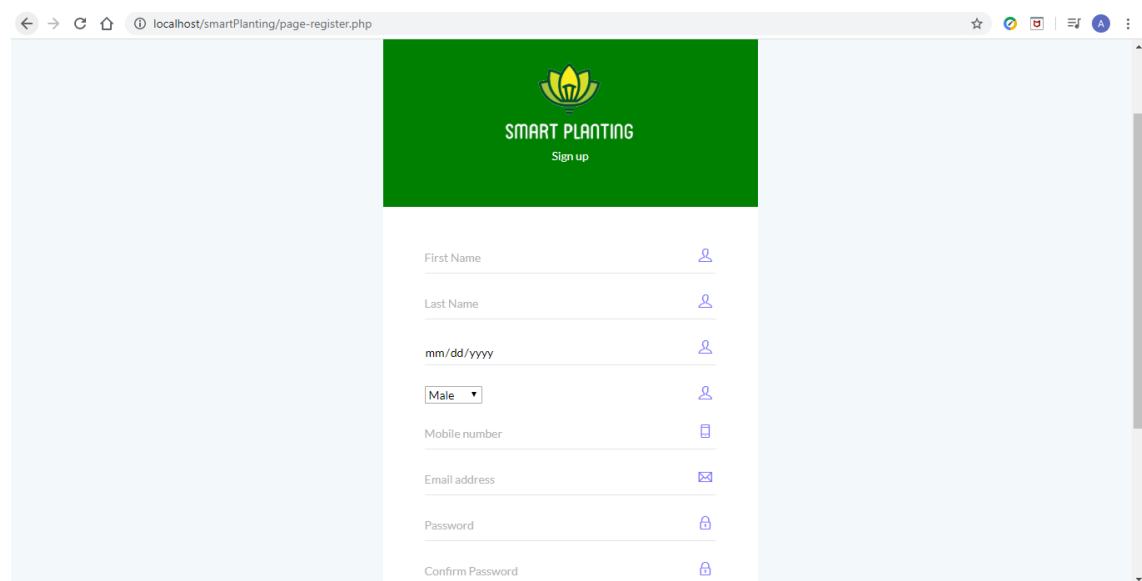 localhost/smartPlanting/page-register.php
A
SMART PLANTING
Sign up
First Name
Last Name
mm/dd/yyyy
Male
Mobile number
Email address
Password
Confirm Password